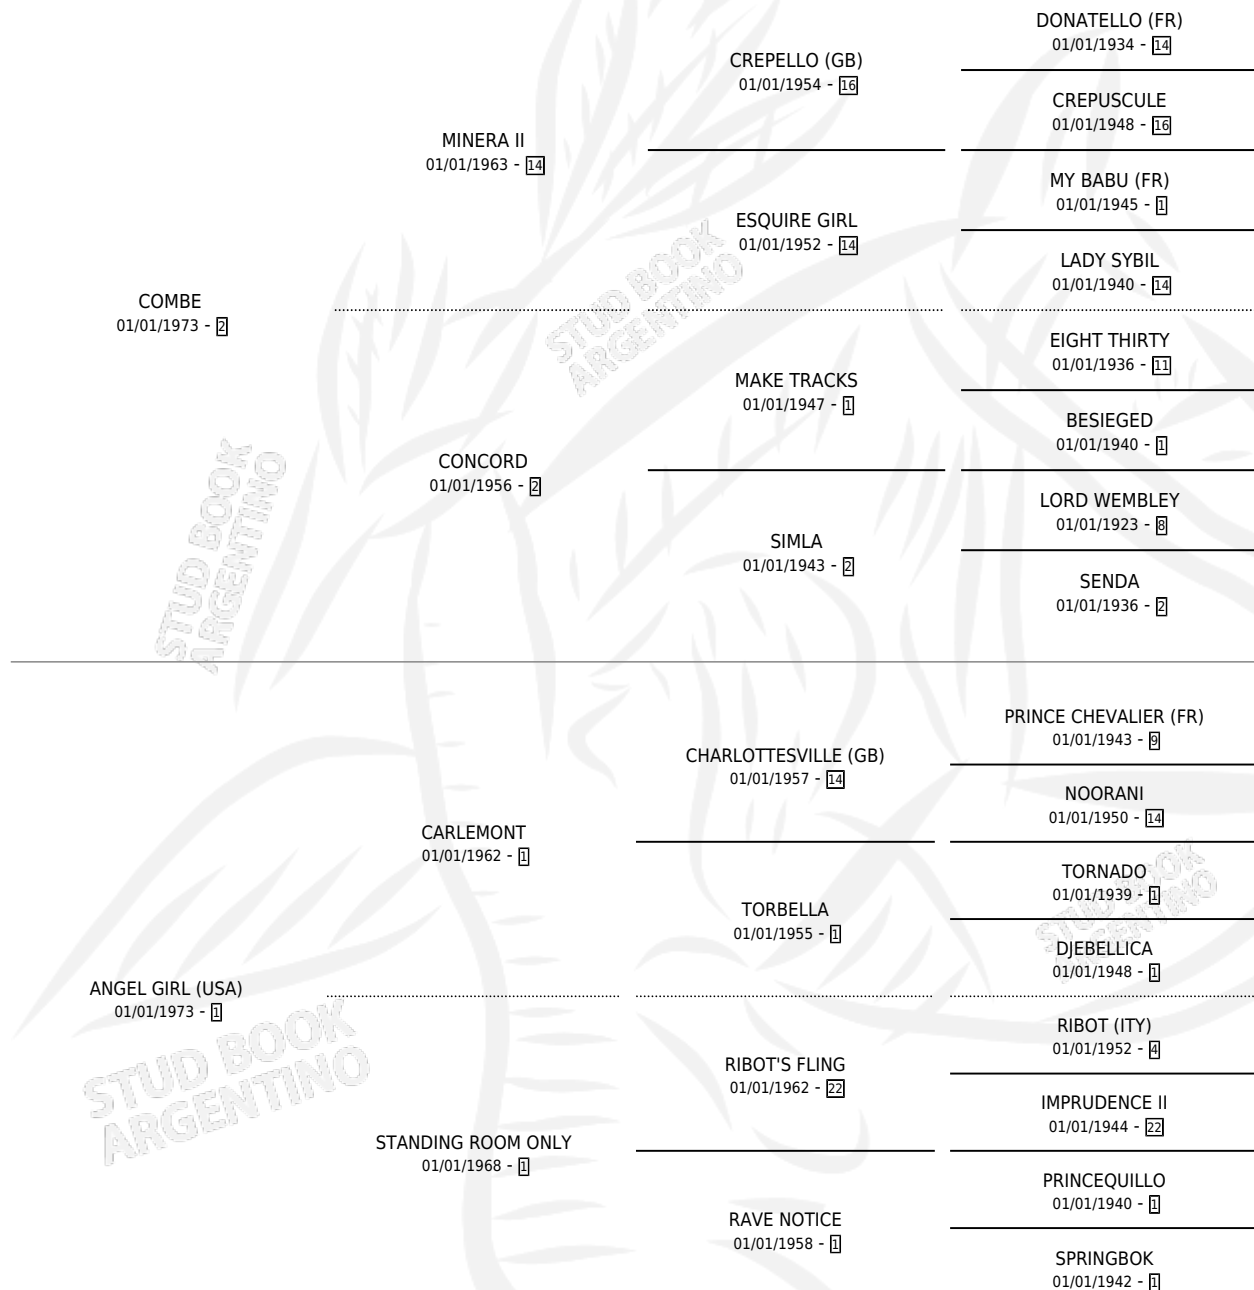 DONATELLO (FR)
01/01/1934 - 14
CREPELLO (GB)
01/01/1954 - 16
CREPUSCULE
01/01/1948 - 16
MINERA II
01/01/1963 - 14
MY BABU (FR)
01/01/1945 - 1
ESQUIRE GIRL
01/01/1952 - 14
LADY SYBIL
01/01/1940 - 14
COMBE
01/01/1973 - 2
EIGHT THIRTY
01/01/1936 - 11
MAKE TRACKS
01/01/1947 - 1
BESIEGED
01/01/1940 - 1
CONCORD
01/01/1956 - 2
LORD WEMBLEY
01/01/1923 - 8
SIMLA
01/01/1943 - 2
SENDA
01/01/1936 - 2
PRINCE CHEVALIER (FR)
01/01/1943 - 9
CHARLOTTESVILLE (GB)
01/01/1957 - 14
NOORANI
01/01/1950 - 14
CARLEMONT
01/01/1962 - 1
TORNADO
01/01/1939 - 1
TORBELLA
01/01/1955 - 1
DJEBELLICA
01/01/1948 - 1
ANGEL GIRL (USA)
01/01/1973 - 1
RIBOT (ITY)
01/01/1952 - 4
RIBOT'S FLING
01/01/1962 - 22
IMPRUDENCE II
01/01/1944 - 22
STANDING ROOM ONLY
01/01/1968 - 1
PRINCEQUILLO
01/01/1940 - 1
RAVE NOTICE
01/01/1958 - 1
SPRINGBOK
01/01/1942 - 1
STUD BOOK
ARGENTINO
STUD BOOK
ARGENTINO
STUD BOOK
ARGENTINO
STUD BOOK
ARGENTINO